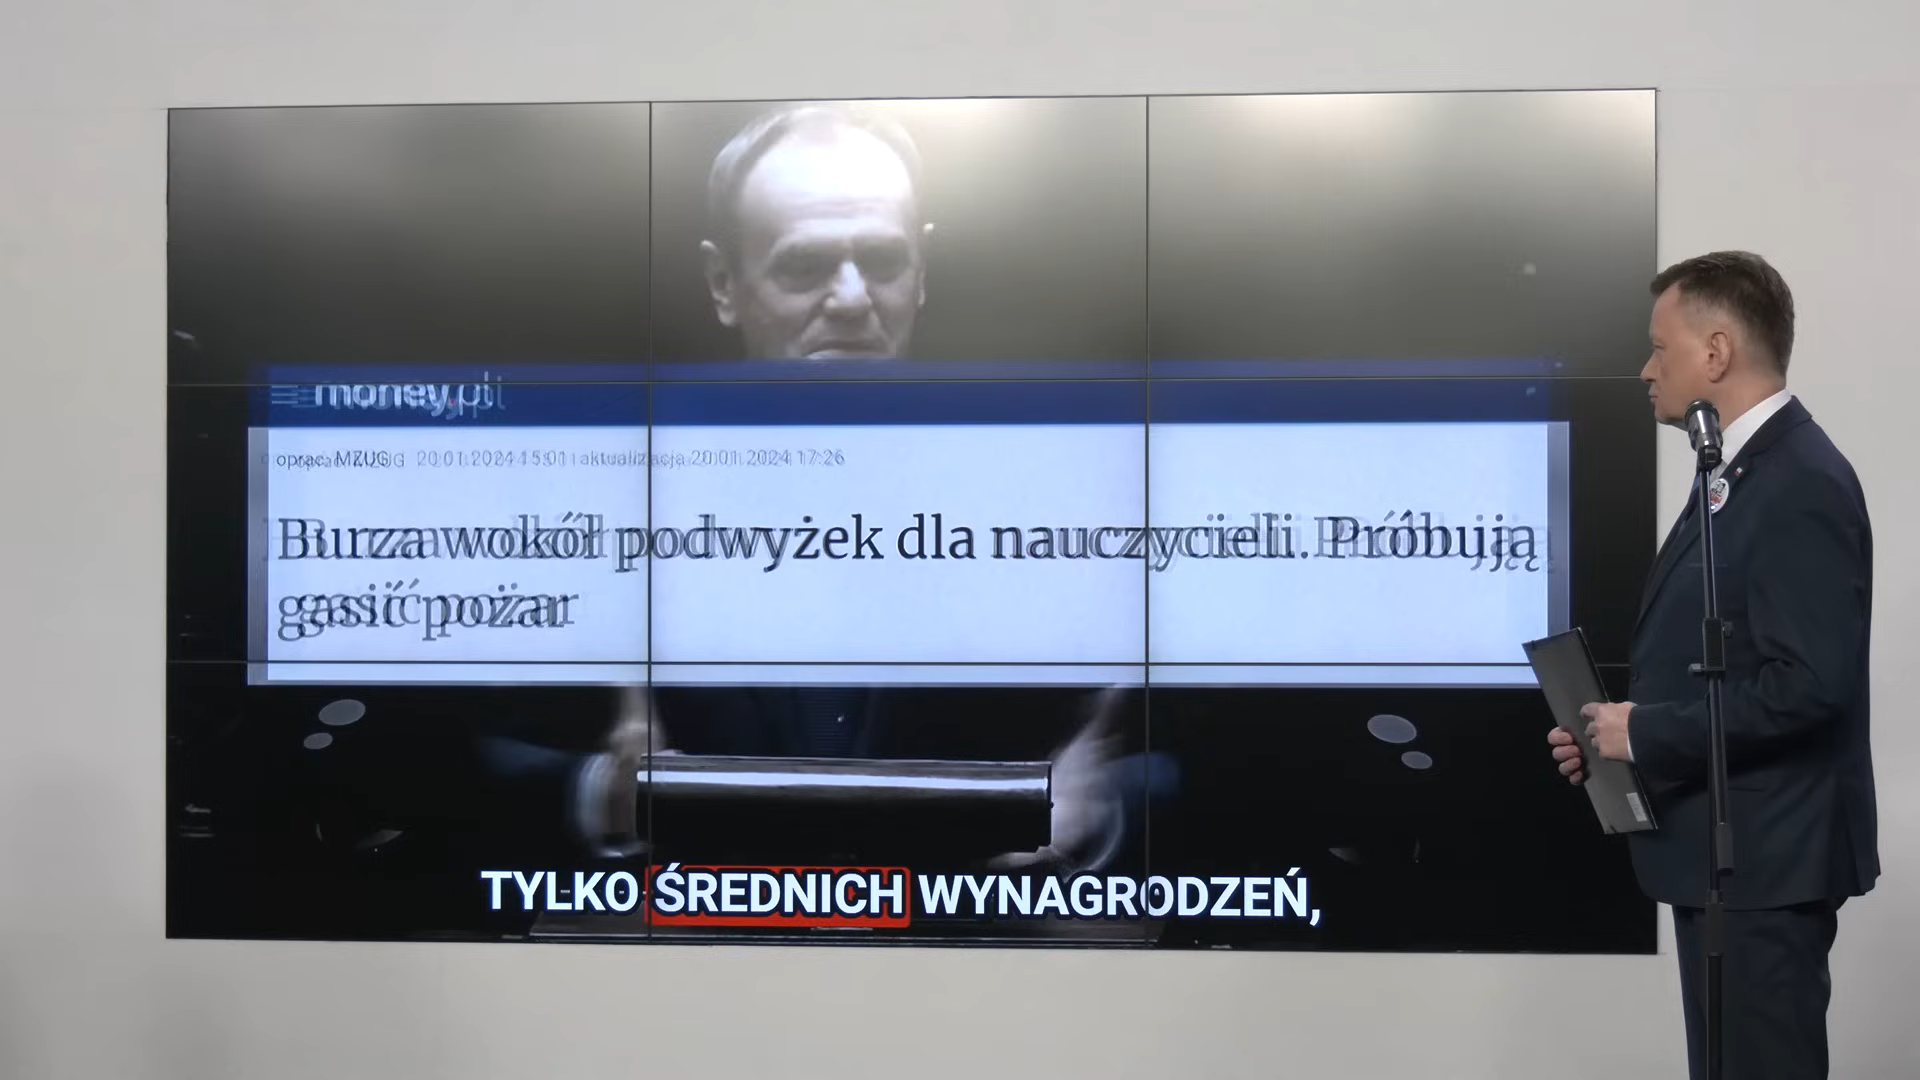 money.pl
oprac. MZUG 20.01.2024 15:01 aktualizacja 20.01.2024 17:26
Burza wokół podwyżek dla nauczycieli. Próbują
gasić pożar
TYLKO ŚREDNICH WYNAGRODZEŃ,